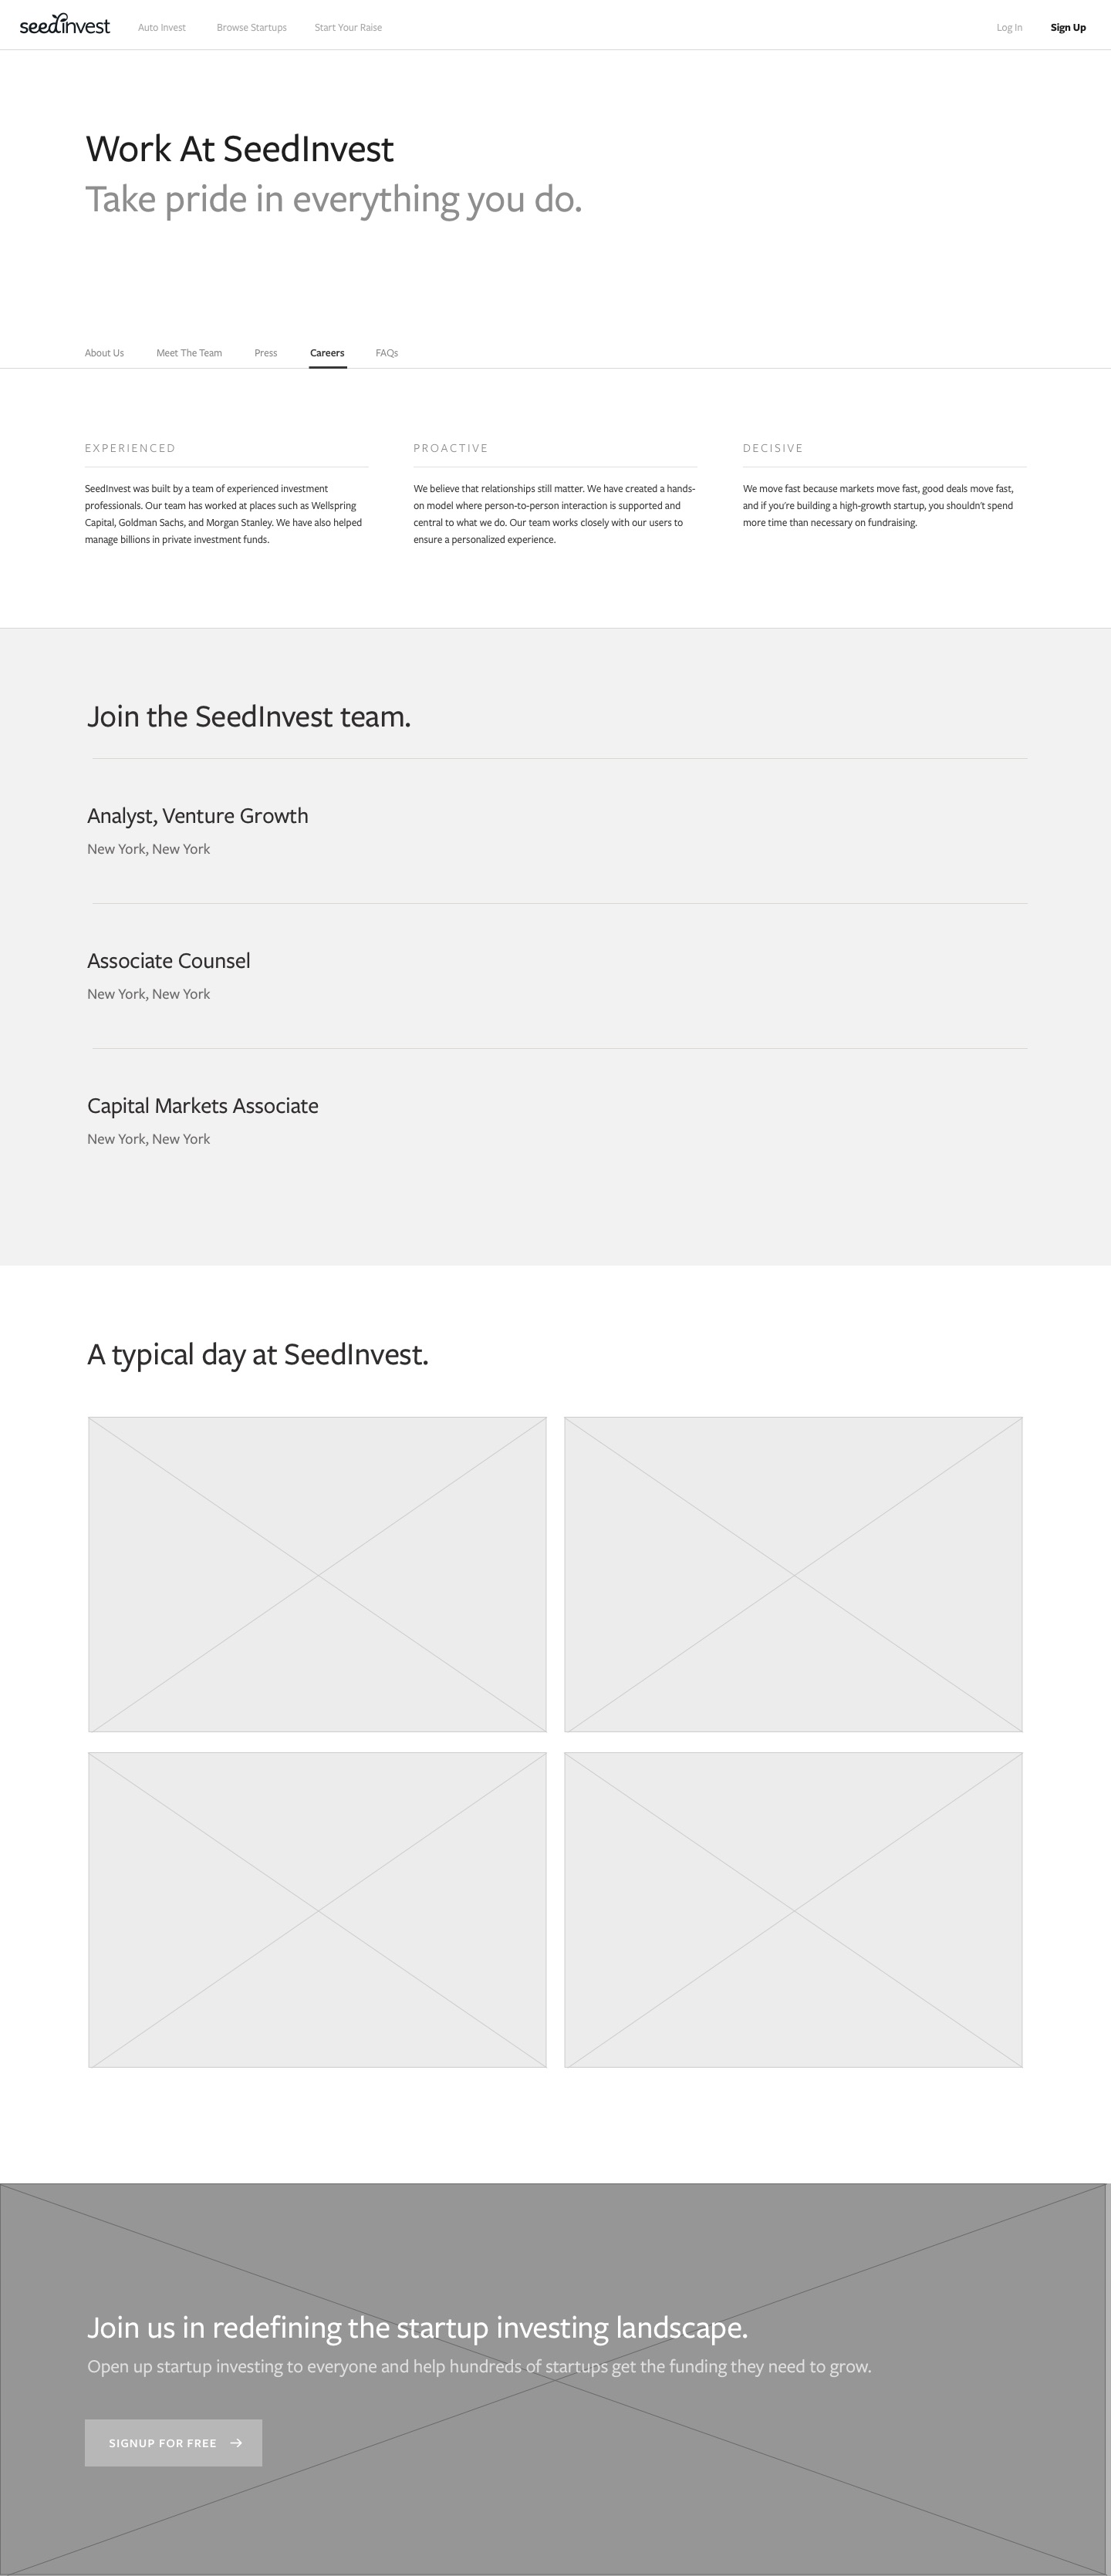 seedinvest
Auto Invest
Browse Startups
Start Your Raise
Log In
Sign Up
Work At SeedInvest
Take pride in everything you do.
About Us
Meet The Team
Press
Careers
FAQs
EXPERIENCED
SeedInvest was built by a team of experienced investment
professionals. Our team has worked at places such as Wellspring
Capital, Goldman Sachs, and Morgan Stanley. We have also helped
manage billions in private investment funds.
PROACTIVE
We believe that relationships still matter. We have created a hands-
on model where person-to-person interaction is supported and
central to what we do. Our team works closely with our users to
ensure a personalized experience.
DECISIVE
We move fast because markets move fast, good deals move fast,
and if you're building a high-growth startup, you shouldn't spend
more time than necessary on fundraising.
Join the SeedInvest team.
Analyst, Venture Growth
New York, New York
Associate Counsel
New York, New York
Capital Markets Associate
New York, New York
A typical day at SeedInvest.
Join us in redefining the startup investing landscape.
Open up startup investing to everyone and help hundreds of startups get the funding they need to grow.
SIGNUP FOR FREE